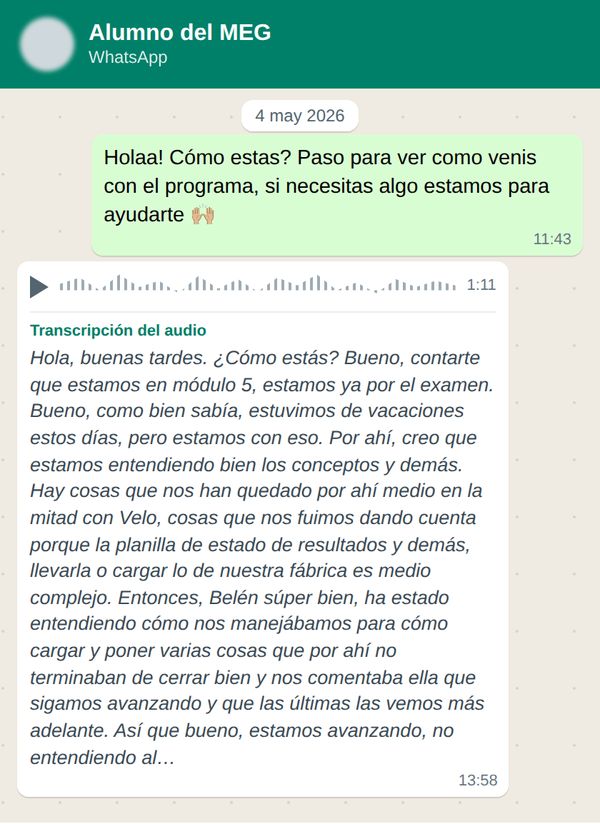 Alumno del MEG
WhatsApp
4 may 2026
Holaa! Cómo estas? Paso para ver como venis
con el programa, si necesitas algo estamos para
ayudarte 🙌🏼
11:43
1:11
Transcripción del audio
Hola, buenas tardes. ¿Cómo estás? Bueno, contarte
que estamos en módulo 5, estamos ya por el examen.
Bueno, como bien sabía, estuvimos de vacaciones
estos días, pero estamos con eso. Por ahí, creo que
estamos entendiendo bien los conceptos y demás.
Hay cosas que nos han quedado por ahí medio en la
mitad con Velo, cosas que nos fuimos dando cuenta
porque la planilla de estado de resultados y demás,
llevarla o cargar lo de nuestra fábrica es medio
complejo. Entonces, Belén súper bien, ha estado
entendiendo cómo nos manejábamos para cómo
cargar y poner varias cosas que por ahí no
terminaban de cerrar bien y nos comentaba ella que
sigamos avanzando y que las últimas las vemos más
adelante. Así que bueno, estamos avanzando, no
entendiendo al…
13:58